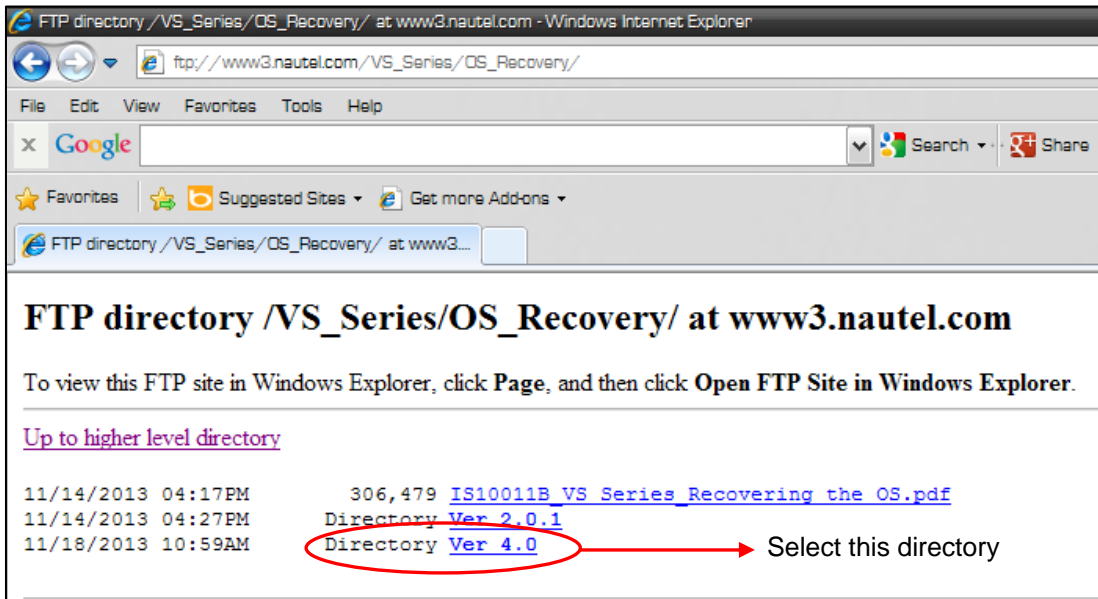 FTP directory /VS_Series/OS_Recovery/ at www3.nautel.com - Windows Internet Explorer
ftp://www3.nautel.com/VS_Series/OS_Recovery/
File Edit View Favorites Tools Help
x Google Search Share
Favorites Suggested Sites Get more Add-ons
FTP directory /VS_Series/OS_Recovery/ at www3....
FTP directory /VS_Series/OS_Recovery/ at www3.nautel.com
To view this FTP site in Windows Explorer, click Page, and then click Open FTP Site in Windows Explorer.
Up to higher level directory
11/14/2013 04:17PM 306,479 IS10011B_VS_Series_Recovering the OS.pdf
11/14/2013 04:27PM Directory Ver 2.0.1
11/18/2013 10:59AM Directory Ver 4.0 Select this directory